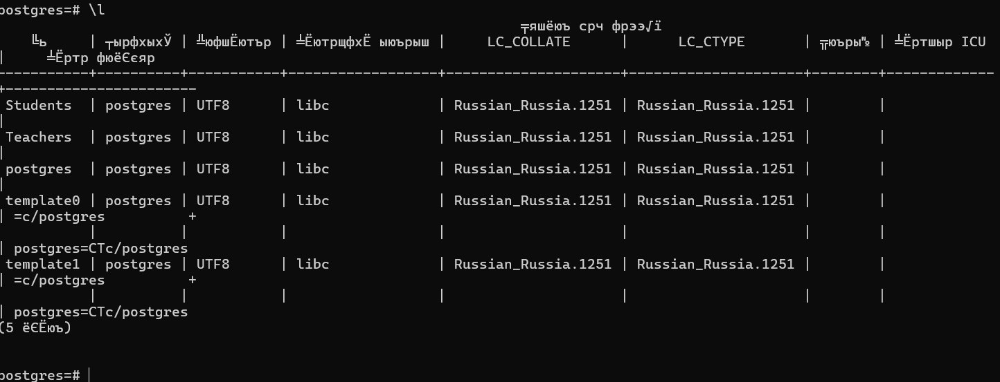 postgres=# \l
╤яшёюъ срч фрээ√ї
╚ь | ┬ырфхыхЎ | ╩юфшЁютър | ╧ЁютрщфхЁ ыюърыш | LC_COLLATE | LC_CTYPE | ╦юъры№ | ╧Ёртшыр ICU
| ╧Ёртр фюёЄєяр
-----------+----------+-----------+------------------+---------------------+---------------------+--------+-------------
+-----------------------
Students | postgres | UTF8 | libc | Russian_Russia.1251 | Russian_Russia.1251 | |
|
Teachers | postgres | UTF8 | libc | Russian_Russia.1251 | Russian_Russia.1251 | |
|
postgres | postgres | UTF8 | libc | Russian_Russia.1251 | Russian_Russia.1251 | |
|
template0 | postgres | UTF8 | libc | Russian_Russia.1251 | Russian_Russia.1251 | |
| =c/postgres +
| | | | | | |
| postgres=CTc/postgres
template1 | postgres | UTF8 | libc | Russian_Russia.1251 | Russian_Russia.1251 | |
| =c/postgres +
| | | | | | |
| postgres=CTc/postgres
(5 ёЄЁюъ)
postgres=#